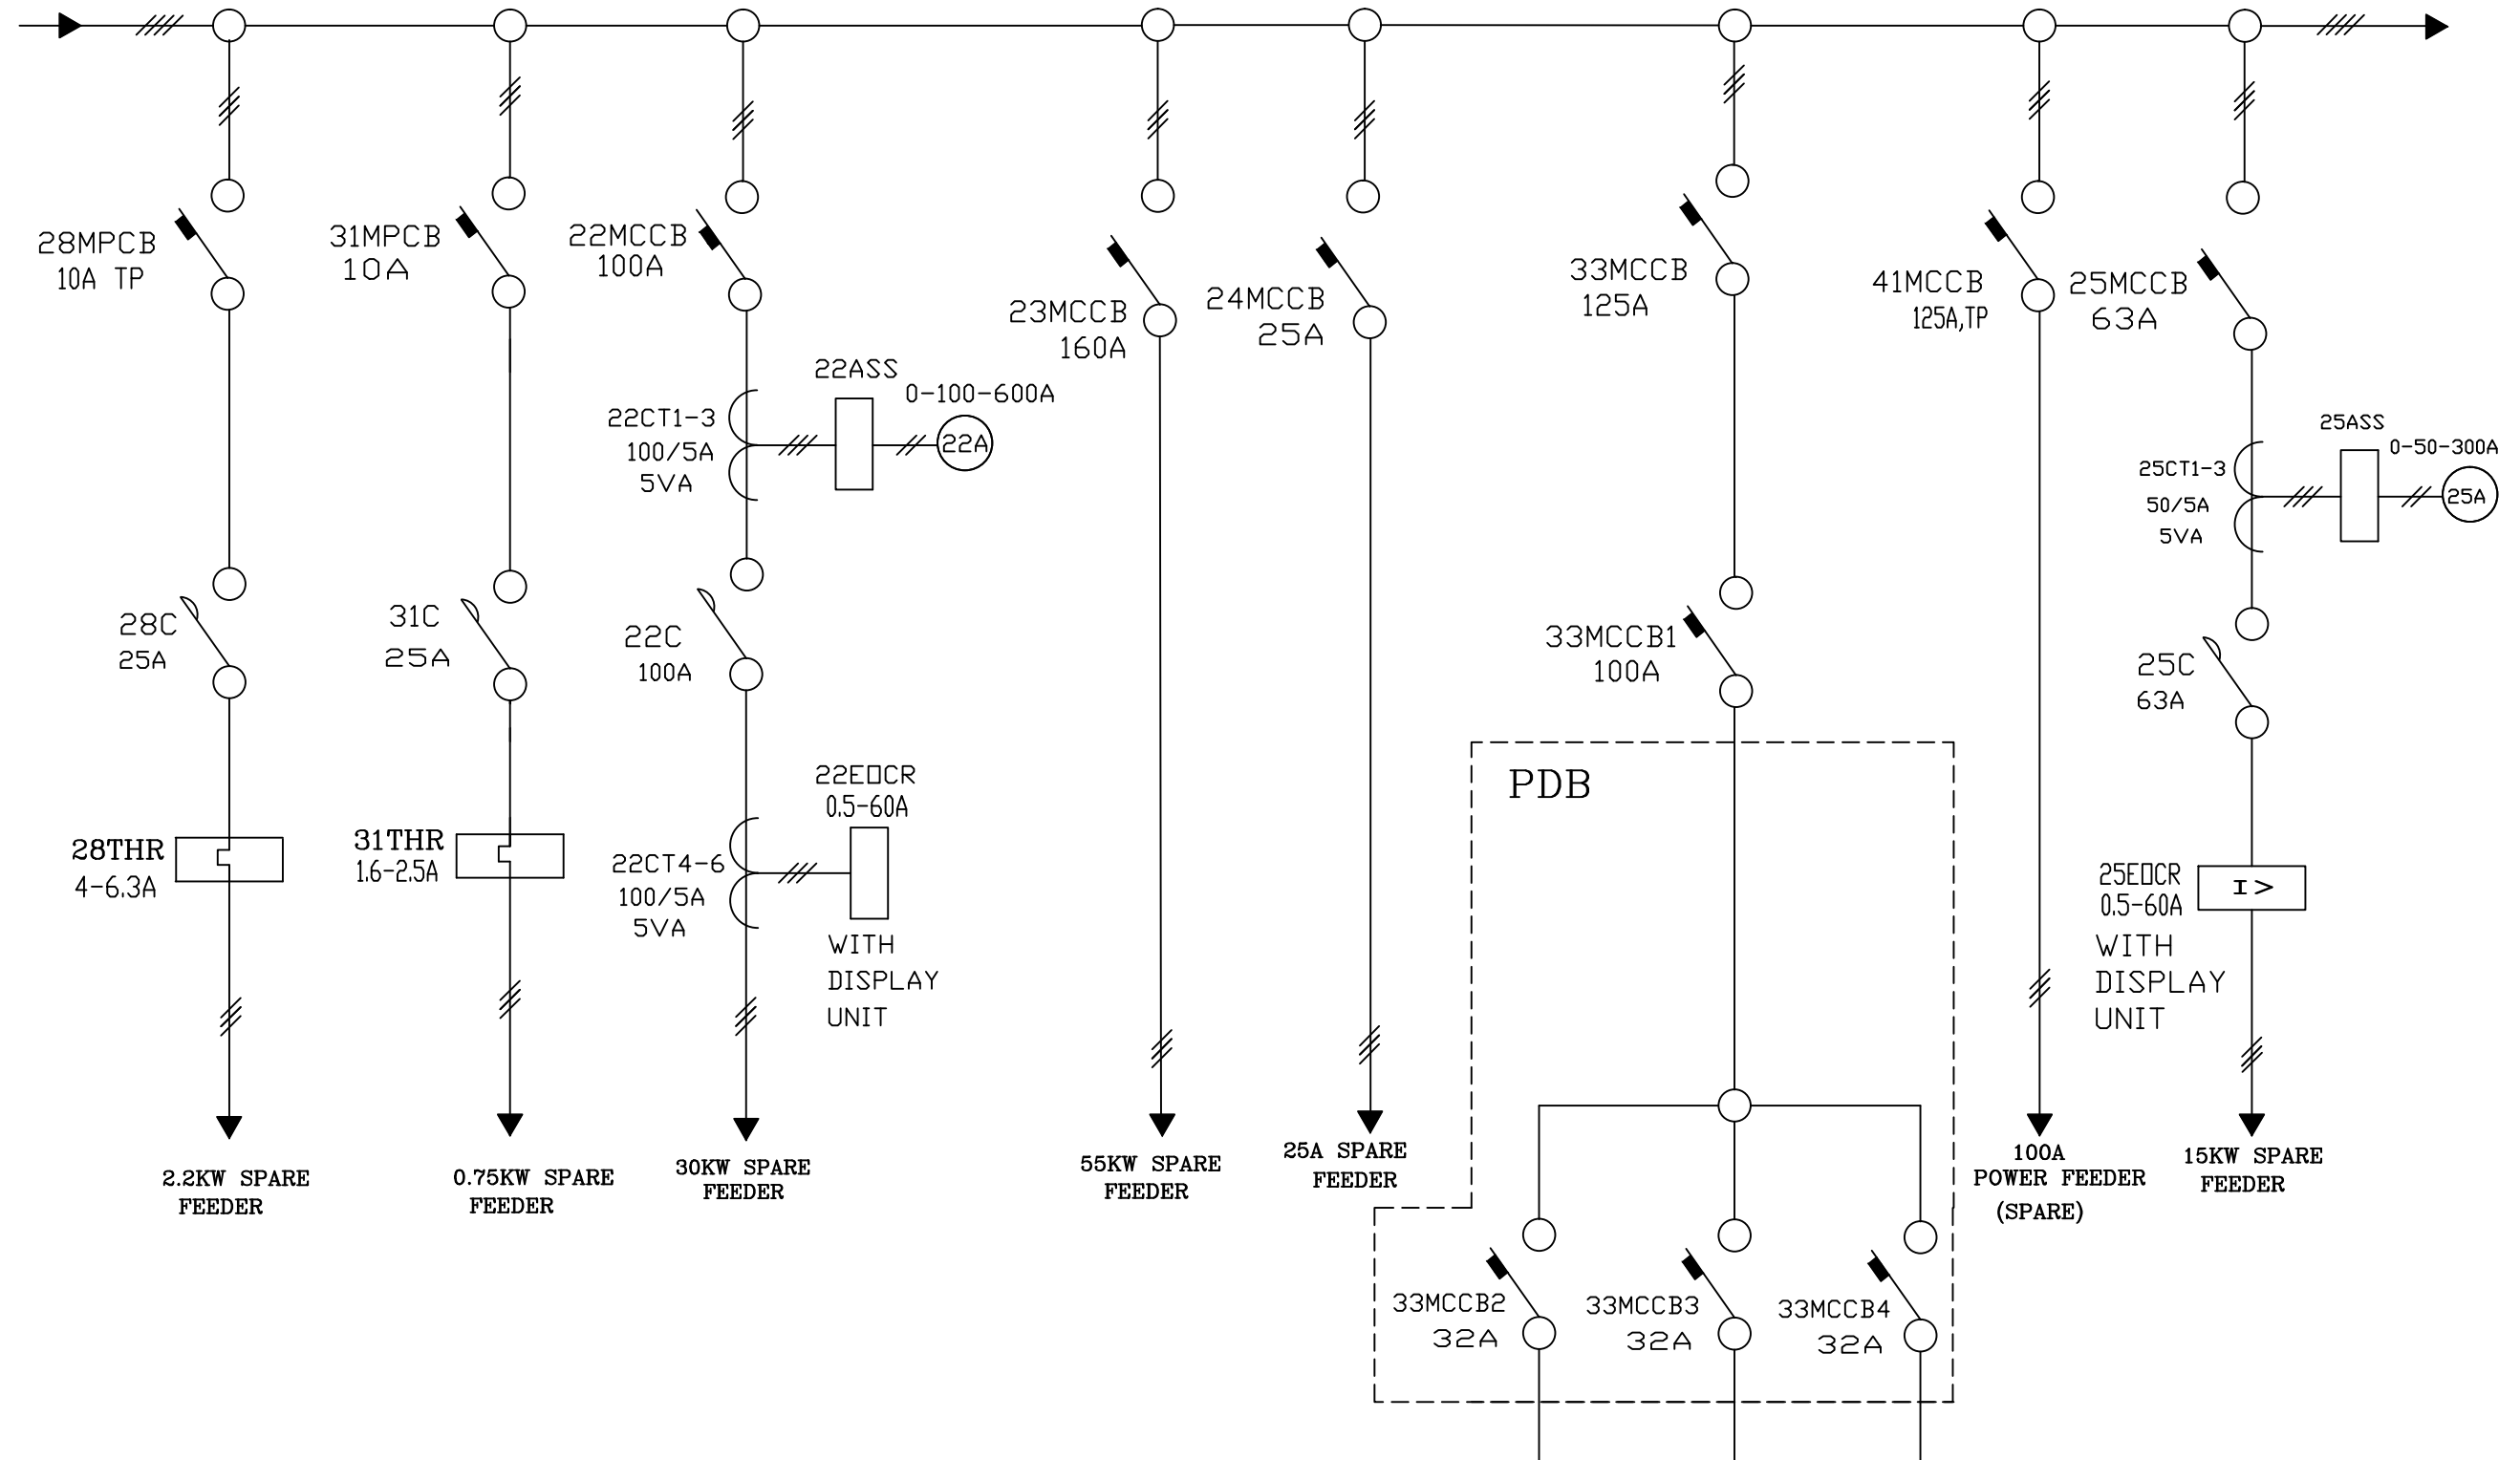 28MPCB
10A TP
28C
25A
28THR
4-6.3A
2.2KW SPARE
FEEDER
31MPCB
10A
31C
25A
31THR
1.6-2.5A
0.75KW SPARE
FEEDER
22MCCB
100A
22ASS
0-100-600A
22CT1-3
100/5A
5VA
22A
22C
100A
22EOCR
0.5-60A
22CT4-6
100/5A
5VA
WITH
DISPLAY
UNIT
30KW SPARE
FEEDER
23MCCB
160A
55KW SPARE
FEEDER
24MCCB
25A
25A SPARE
FEEDER
33MCCB
125A
33MCCB1
100A
PDB
33MCCB2
32A
33MCCB3
32A
33MCCB4
32A
41MCCB
125A,TP
100A
POWER FEEDER
(SPARE)
25MCCB
63A
25ASS
0-50-300A
25CT1-3
50/5A
5VA
25A
25C
63A
25EOCR
0.5-60A
I>
WITH
DISPLAY
UNIT
15KW SPARE
FEEDER